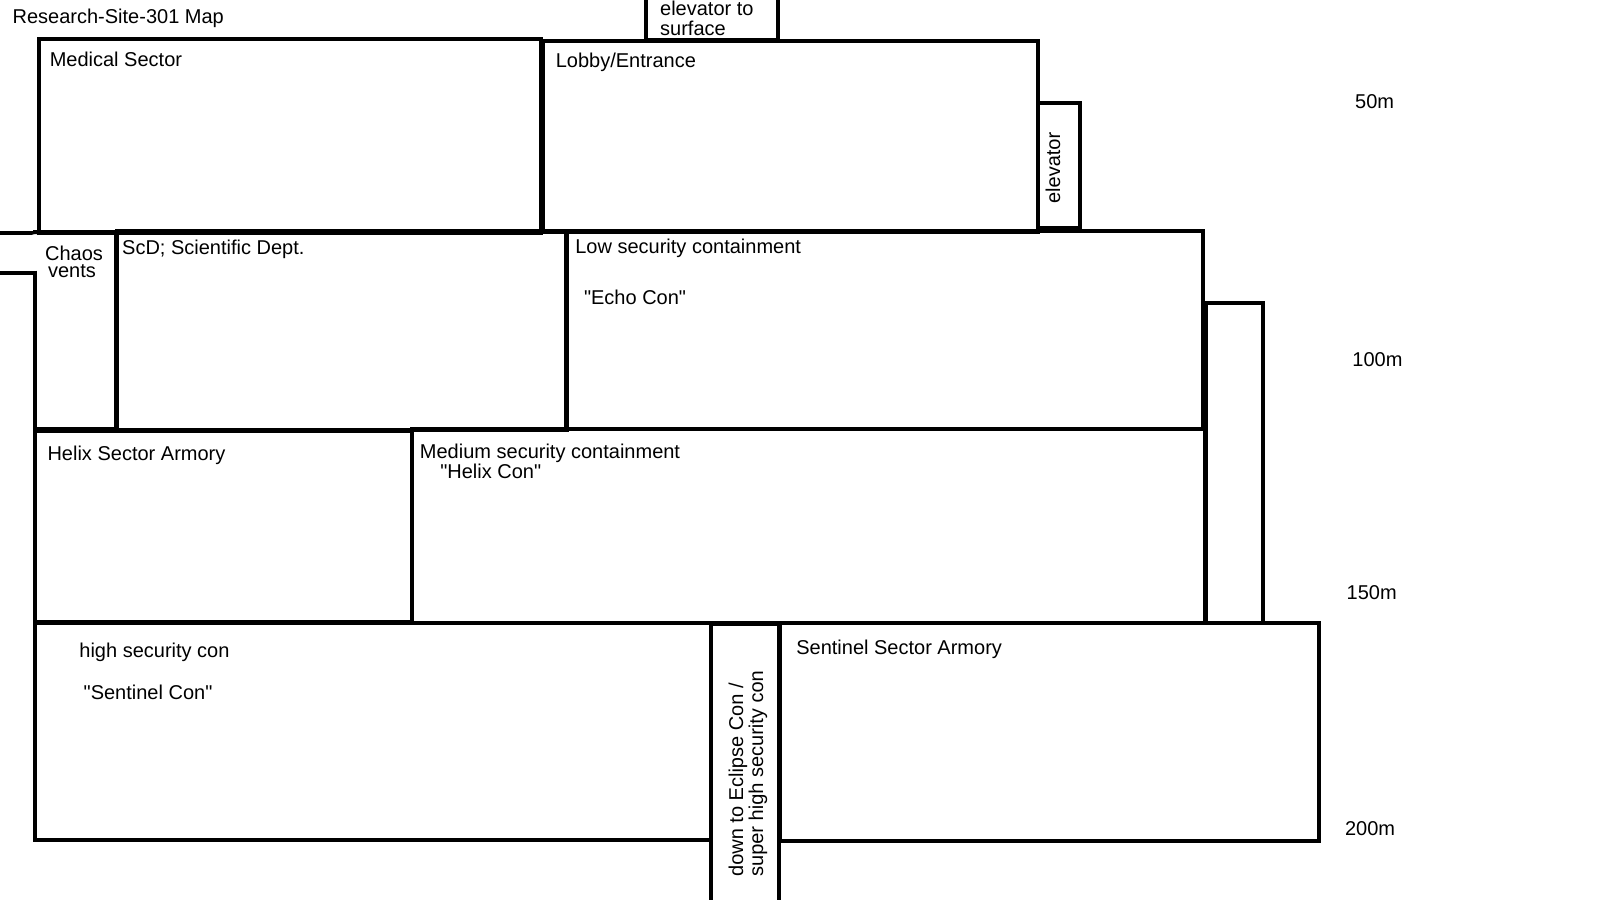 Research-Site-301 Map
elevator to
surface
Medical Sector
Lobby/Entrance
50m
elevator
Chaos
vents
ScD; Scientific Dept.
Low security containment
"Echo Con"
100m
Helix Sector Armory
Medium security containment
"Helix Con"
150m
high security con
"Sentinel Con"
down to Eclipse Con /
super high security con
Sentinel Sector Armory
200m